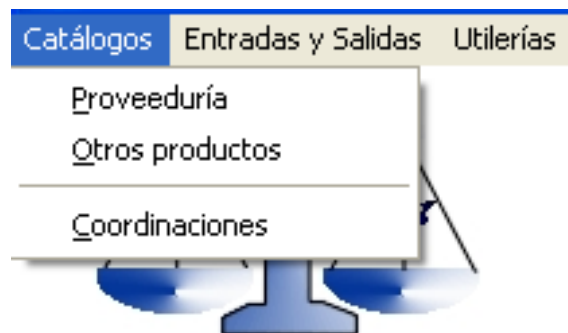 Catálogos Entradas y Salidas Utilerías
Proveeduría
Otros productos
Coordinaciones